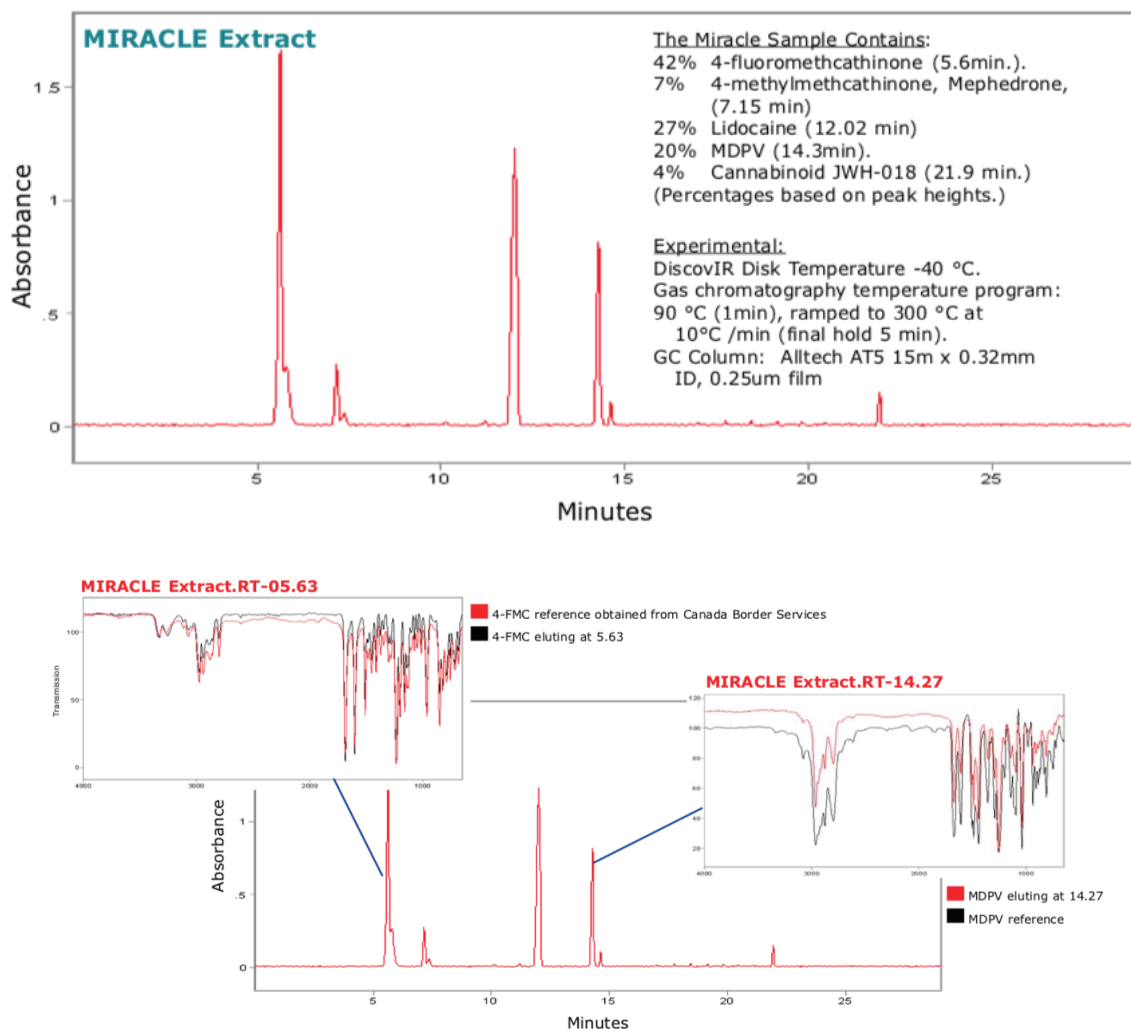 MIRACLE Extract
The Miracle Sample Contains:
42% 4-fluoromethcathinone (5.6min.).
7% 4-methylmethcathinone, Mephedrone,
(7.15 min)
27% Lidocaine (12.02 min)
20% MDPV (14.3min).
4% Cannabinoid JWH-018 (21.9 min.)
(Percentages based on peak heights.)
Experimental:
DiscovIR Disk Temperature -40 °C.
Gas chromatography temperature program:
90 °C (1min), ramped to 300 °C at
10°C /min (final hold 5 min).
GC Column: Alltech AT5 15m x 0.32mm
ID, 0.25um film
Absorbance
1.5
1
.5
0
5 10 15 20 25
Minutes
MIRACLE Extract.RT-05.63
4-FMC reference obtained from Canada Border Services
4-FMC eluting at 5.63
Transmission
100
50
0
4000 3000 2000 1000
MIRACLE Extract.RT-14.27
120
100
80
60
40
20
4000 3000 2000 1000
MDPV eluting at 14.27
MDPV reference
Absorbance
1
.5
0
5 10 15 20 25
Minutes